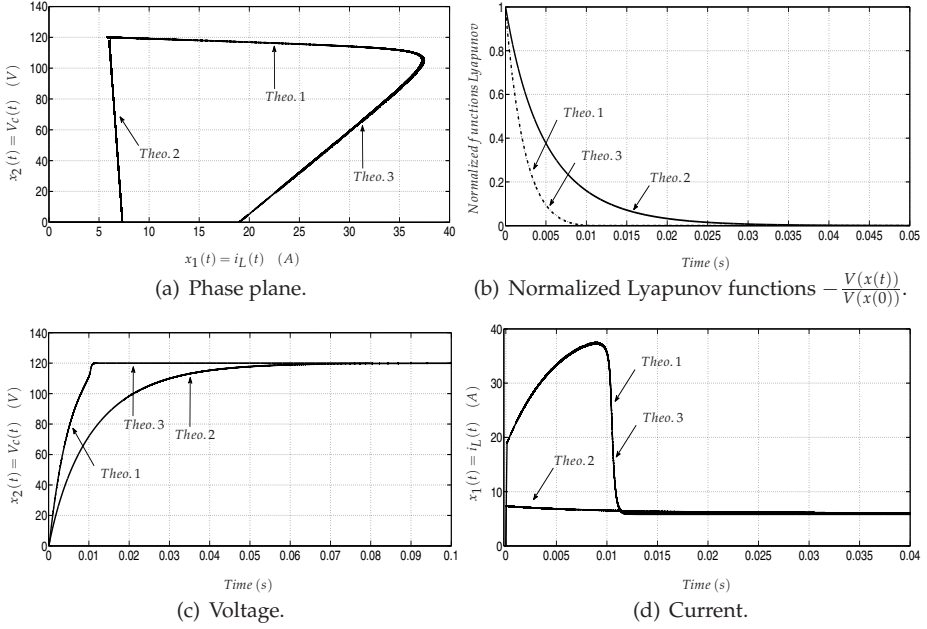 140
120
100
80
60
40
20
0
0 5 10 15 20 25 30 35 40
x₂(t) = Vc(t) (V)
x₁(t) = i_L(t) (A)
Theo. 1
Theo. 2
Theo. 3
(a) Phase plane.
1
0.8
0.6
0.4
0.2
0
0 0.005 0.01 0.015 0.02 0.025 0.03 0.035 0.04 0.045 0.05
Normalized functions Lyapunov
Time (s)
Theo. 1
Theo. 3
Theo. 2
(b) Normalized Lyapunov functions − V(x(t))/V(x(0)).
140
120
100
80
60
40
20
0
0 0.01 0.02 0.03 0.04 0.05 0.06 0.07 0.08 0.09 0.1
x₂(t) = Vc(t) (V)
Time (s)
Theo. 3
Theo. 2
Theo. 1
(c) Voltage.
40
30
20
10
0
0 0.005 0.01 0.015 0.02 0.025 0.03 0.035 0.04
x₁(t) = i_L(t) (A)
Time (s)
Theo. 1
Theo. 3
Theo. 2
(d) Current.